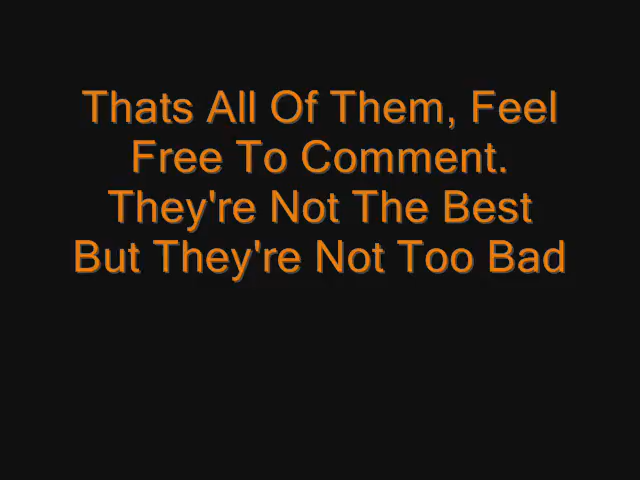 Thats All Of Them, Feel
Free To Comment.
They're Not The Best
But They're Not Too Bad